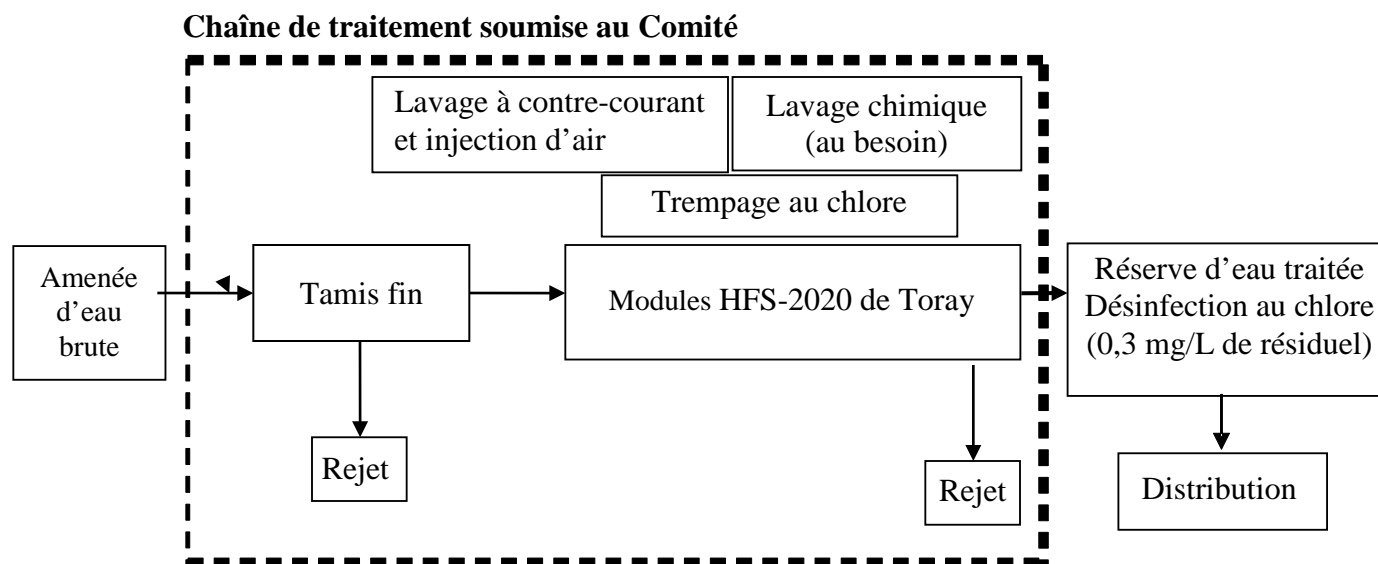 Chaîne de traitement soumise au Comité
Lavage à contre-courant
et injection d'air
Lavage chimique
(au besoin)
Trempage au chlore
Amenée
d'eau
brute
Tamis fin
Modules HFS-2020 de Toray
Réserve d'eau traitée
Désinfection au chlore
(0,3 mg/L de résiduel)
Rejet
Rejet
Distribution